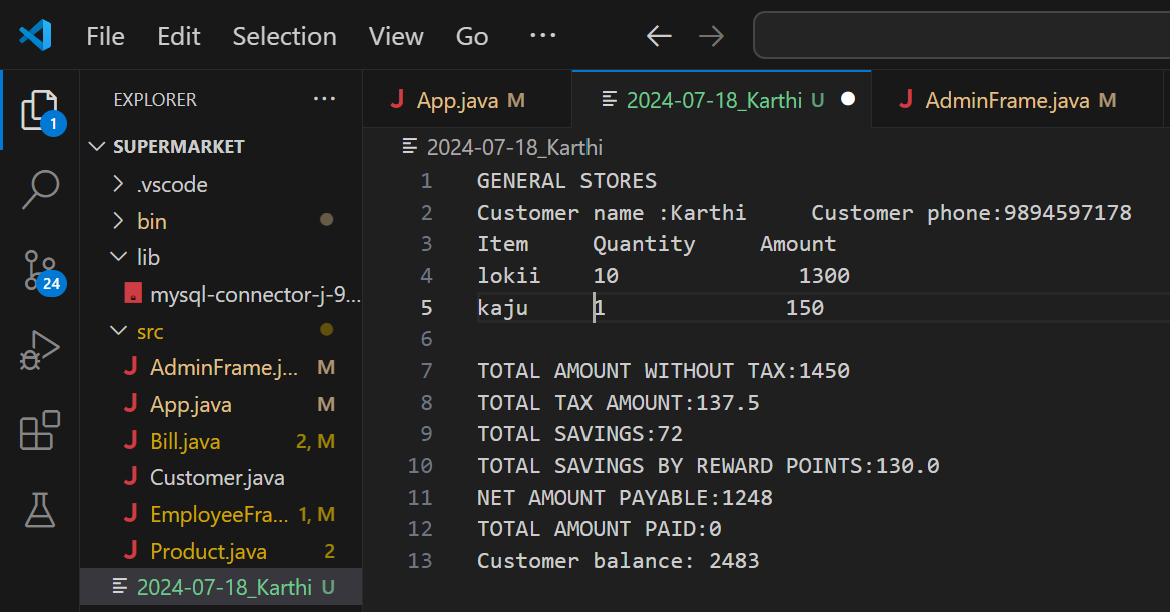 File Edit Selection View Go ···
EXPLORER ···
1
SUPERMARKET
.vscode
bin
lib
24
mysql-connector-j-9...
src
AdminFrame.j... M
App.java M
Bill.java 2, M
Customer.java
EmployeeFra... 1, M
Product.java 2
2024-07-18_Karthi U
App.java M 2024-07-18_Karthi U AdminFrame.java M
2024-07-18_Karthi
1 GENERAL STORES
2 Customer name :Karthi     Customer phone:9894597178
3 Item     Quantity     Amount
4 lokii    10              1300
5 kaju     1              150
6
7 TOTAL AMOUNT WITHOUT TAX:1450
8 TOTAL TAX AMOUNT:137.5
9 TOTAL SAVINGS:72
10 TOTAL SAVINGS BY REWARD POINTS:130.0
11 NET AMOUNT PAYABLE:1248
12 TOTAL AMOUNT PAID:0
13 Customer balance: 2483